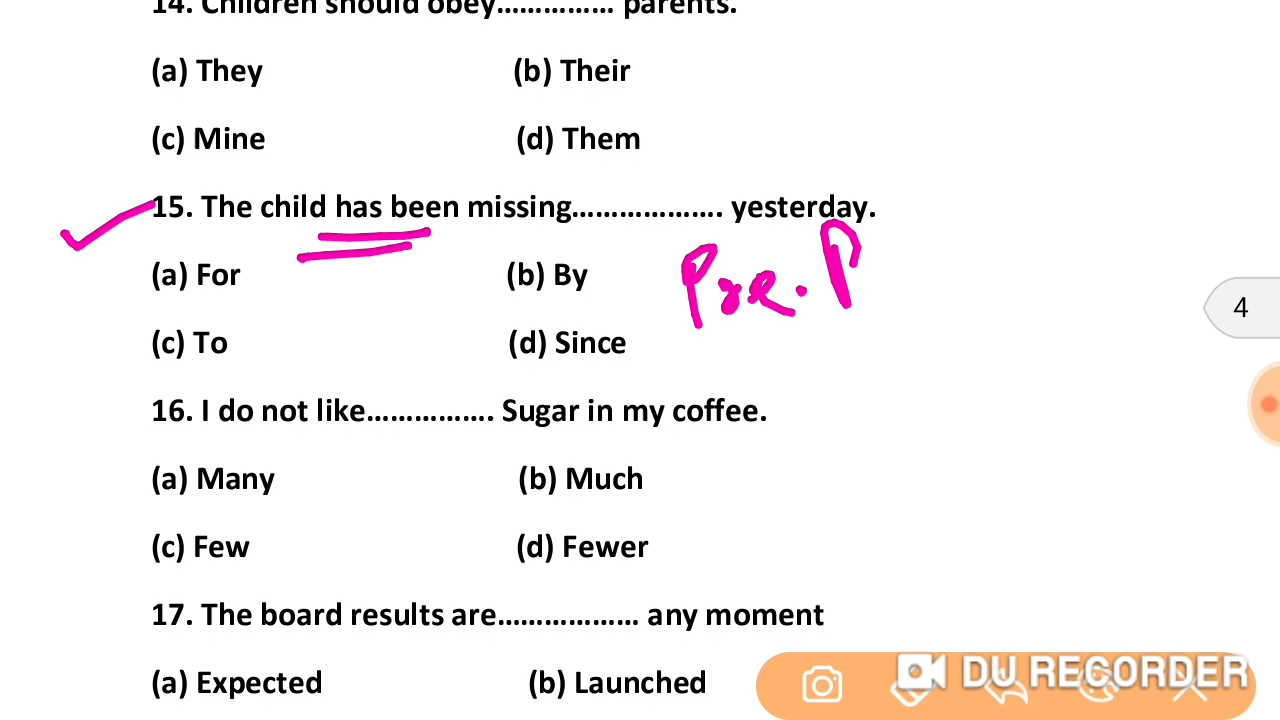 14. Children should obey............... parents.
(a) They (b) Their
(c) Mine (d) Them
15. The child has been missing................... yesterday.
(a) For (b) By
Pre. P
(c) To (d) Since
4
16. I do not like................ Sugar in my coffee.
(a) Many (b) Much
(c) Few (d) Fewer
17. The board results are.................. any moment
(a) Expected (b) Launched
DU RECORDER